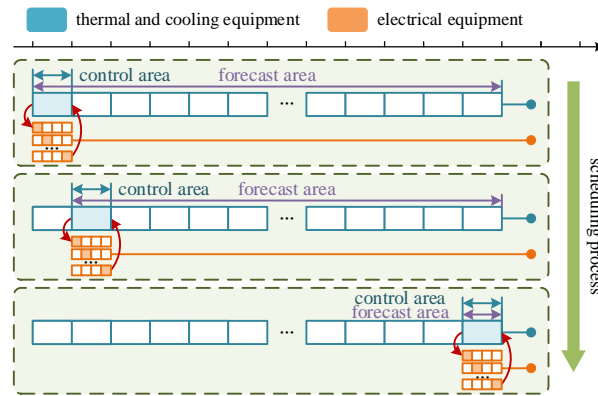 thermal and cooling equipment
electrical equipment
control area
forecast area
...
...
control area
forecast area
...
...
control area
forecast area
...
...
scheduling process